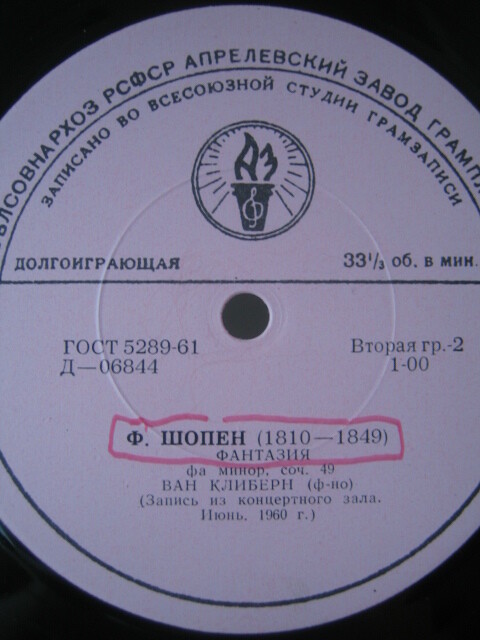 СОВНАРХОЗ РСФСР АПРЕЛЕВСКИЙ ЗАВОД
ЗАПИСАНО ВО ВСЕСОЮЗНОЙ СТУДИИ ГРАМЗАПИСИ
АЗ
ДОЛГОИГРАЮЩАЯ 33⅓ об. в мин.
ГОСТ 5289-61 Вторая гр.-2
Д—06844 1-00
Ф. ШОПЕН (1810—1849)
ФАНТАЗИЯ
фа минор, соч. 49
ВАН КЛИБЕРН (ф-но)
(Запись из концертного зала.
Июнь, 1960 г.)